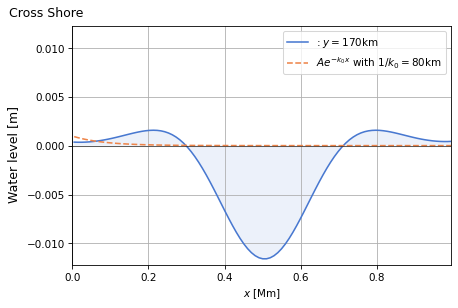 Cross Shore
: y = 170km
Ae^{-k_0x} with 1/k_0 = 80km
0.010
0.005
0.000
−0.005
−0.010
Water level [m]
0.0 0.2 0.4 0.6 0.8
x [Mm]